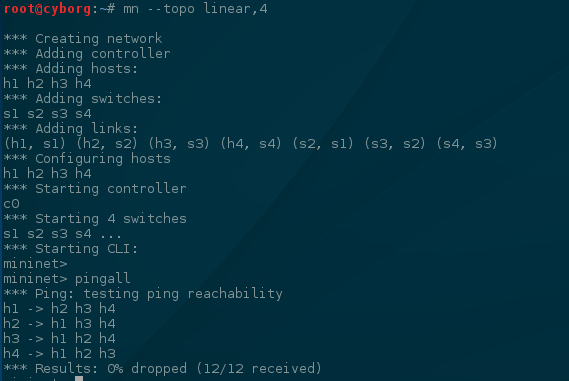 root@cyborg:~# mn --topo linear,4
*** Creating network
*** Adding controller
*** Adding hosts:
h1 h2 h3 h4
*** Adding switches:
s1 s2 s3 s4
*** Adding links:
(h1, s1) (h2, s2) (h3, s3) (h4, s4) (s2, s1) (s3, s2) (s4, s3)
*** Configuring hosts
h1 h2 h3 h4
*** Starting controller
c0
*** Starting 4 switches
s1 s2 s3 s4 ...
*** Starting CLI:
mininet>
mininet> pingall
*** Ping: testing ping reachability
h1 -> h2 h3 h4
h2 -> h1 h3 h4
h3 -> h1 h2 h4
h4 -> h1 h2 h3
*** Results: 0% dropped (12/12 received)